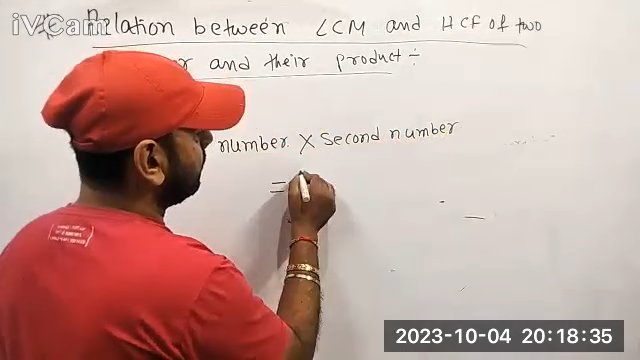 iVCam
Relation between LCM and HCF of two
and their product ÷
number × second number
=
2023-10-04 20:18:35